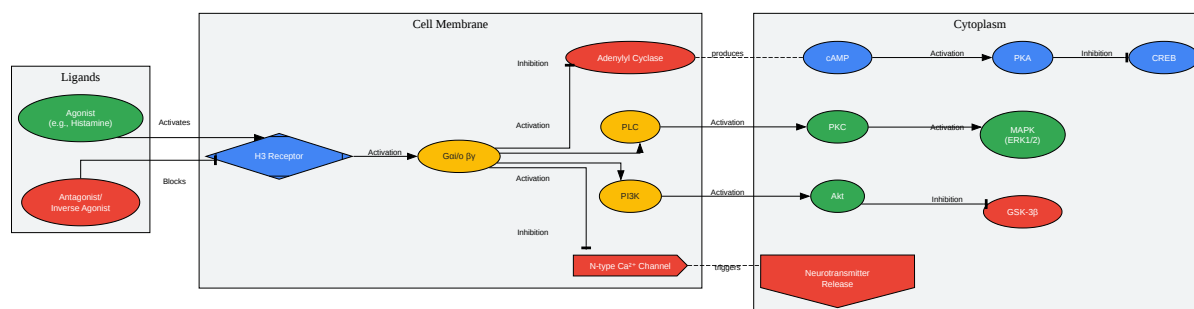 Cell Membrane
Cytoplasm
Ligands
Agonist
(e.g., Histamine)
Activates
Antagonist/
Inverse Agonist
Blocks
H3 Receptor
Activation
Gαi/o βγ
Inhibition
Adenylyl Cyclase
produces
cAMP
Activation
PKA
Inhibition
CREB
Activation
PLC
Activation
PKC
Activation
MAPK
(ERK1/2)
Activation
PI3K
Activation
Akt
Inhibition
GSK-3β
Inhibition
N-type Ca²⁺ Channel
triggers
Neurotransmitter
Release